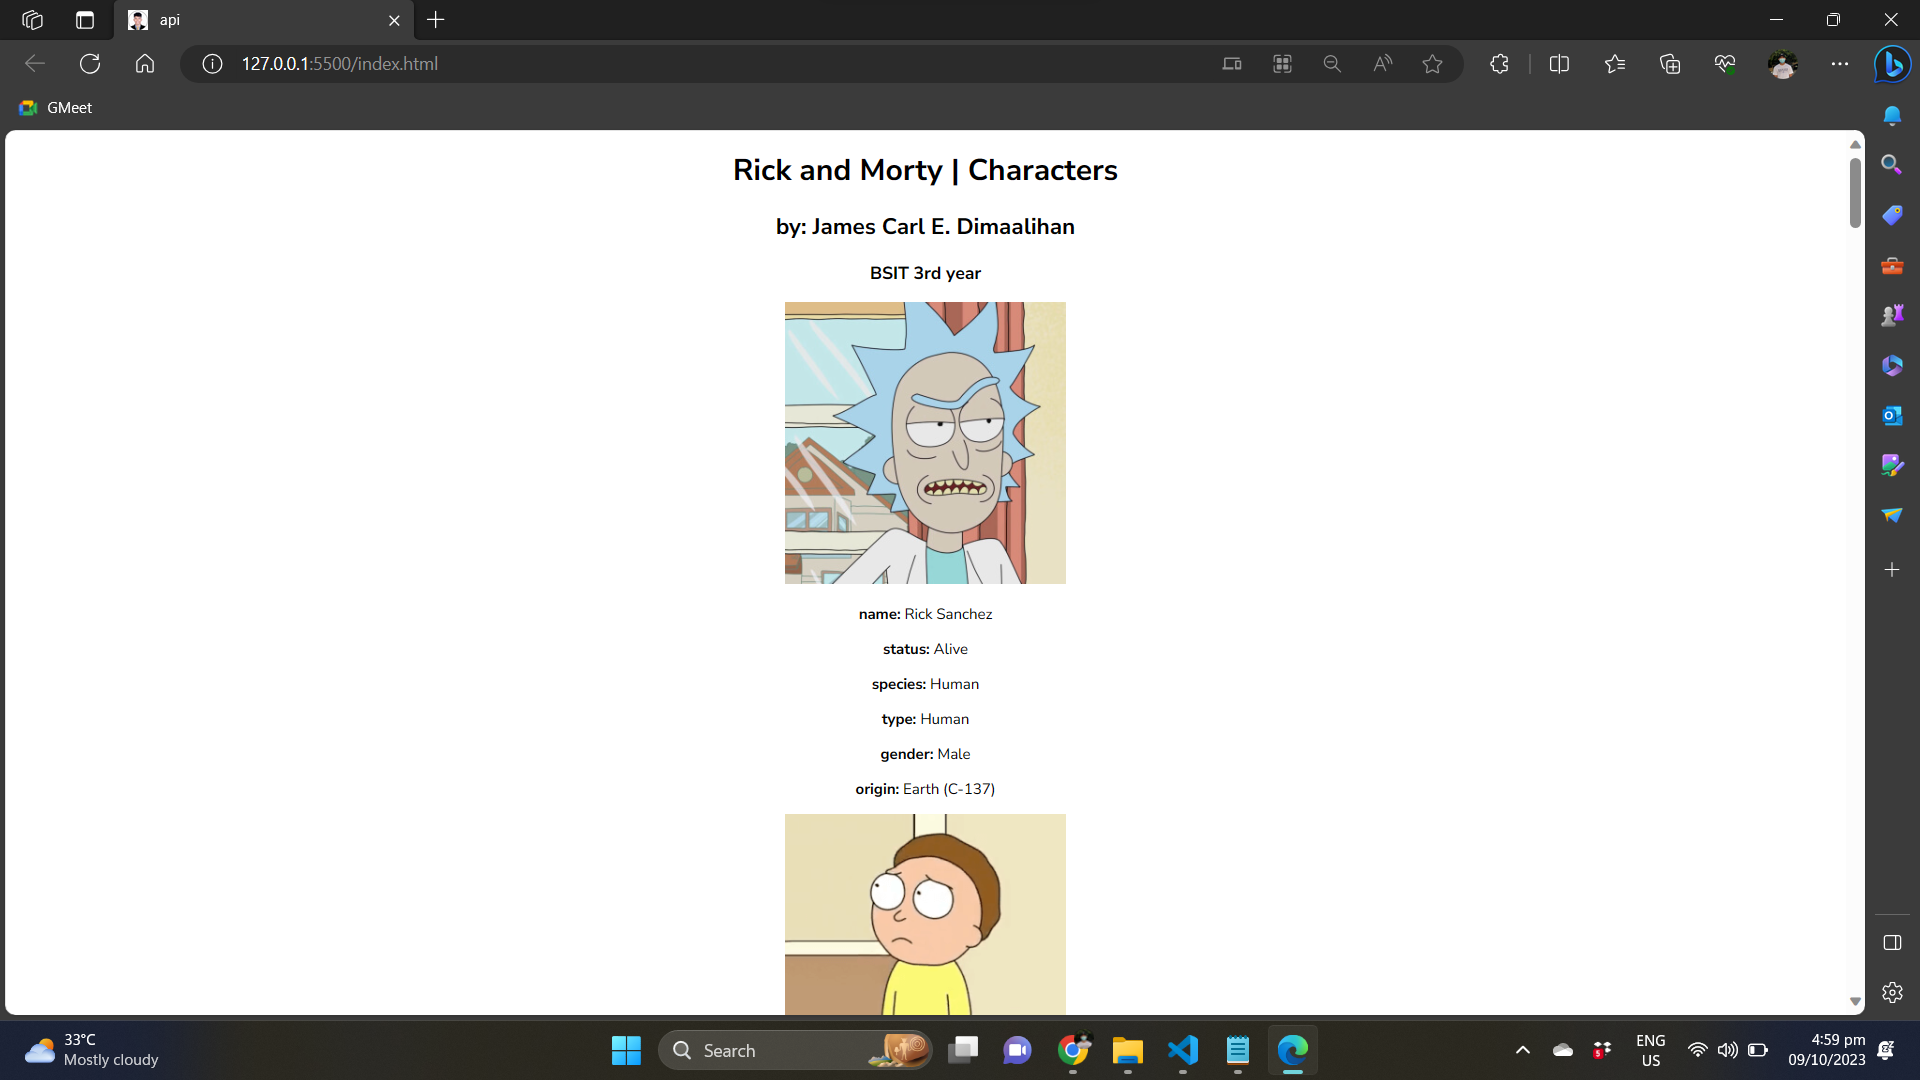 api
127.0.0.1:5500/index.html
GMeet
Rick and Morty | Characters
by: James Carl E. Dimaalihan
BSIT 3rd year
name: Rick Sanchez
status: Alive
species: Human
type: Human
gender: Male
origin: Earth (C-137)
33°C
Mostly cloudy
Search
5
ENG
US
4:59 pm
09/10/2023